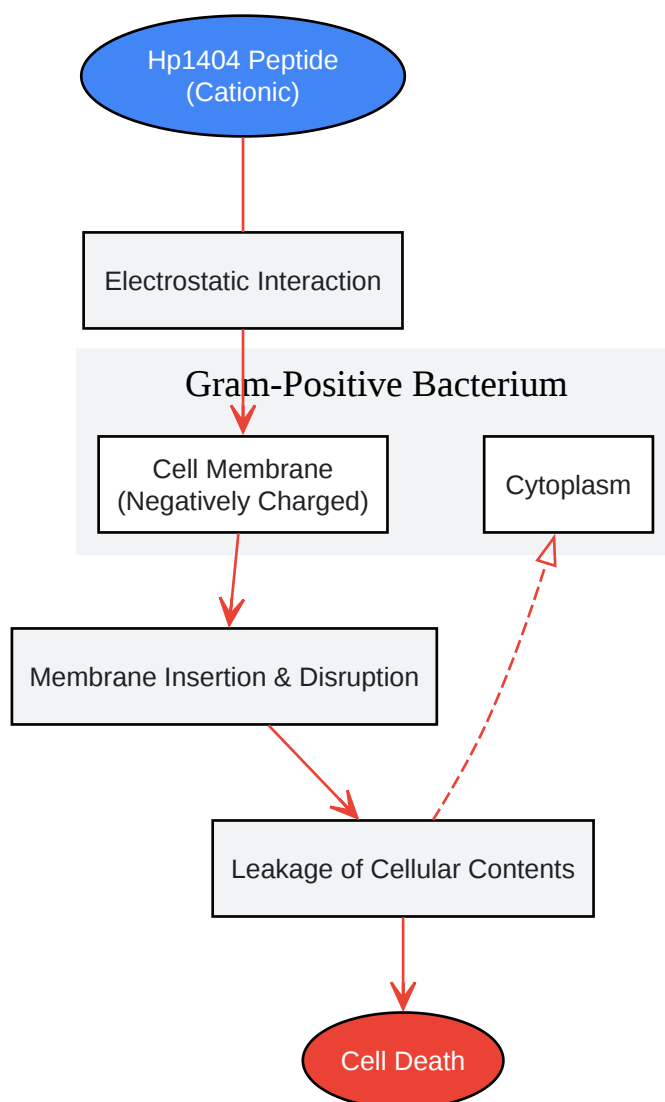 Hp1404 Peptide
(Cationic)
Electrostatic Interaction
Gram-Positive Bacterium
Cell Membrane
(Negatively Charged)
Cytoplasm
Membrane Insertion & Disruption
Leakage of Cellular Contents
Cell Death